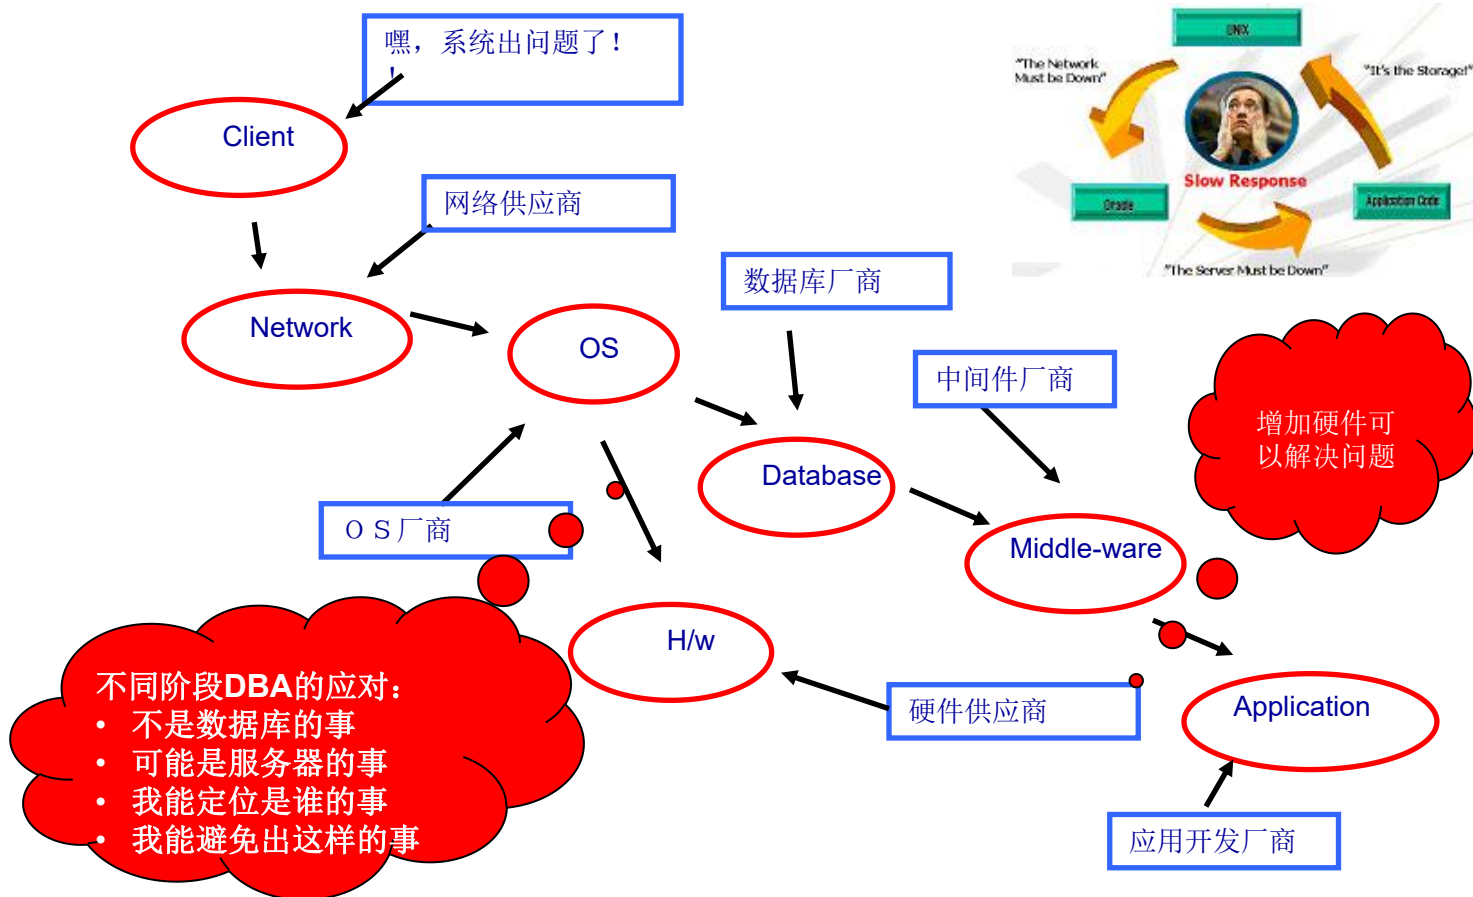 嘿，系统出问题了！
！
UNIX
"The Network
Must be Down"
"It's the Storage!"
Client
Slow Response
网络供应商
Oracle
Application Code
"The Server Must be Down"
数据库厂商
Network
OS
中间件厂商
增加硬件可
以解决问题
Database
ＯＳ厂商
Middle-ware
H/w
不同阶段DBA的应对：
• 不是数据库的事
• 可能是服务器的事
• 我能定位是谁的事
• 我能避免出这样的事
硬件供应商
Application
应用开发厂商